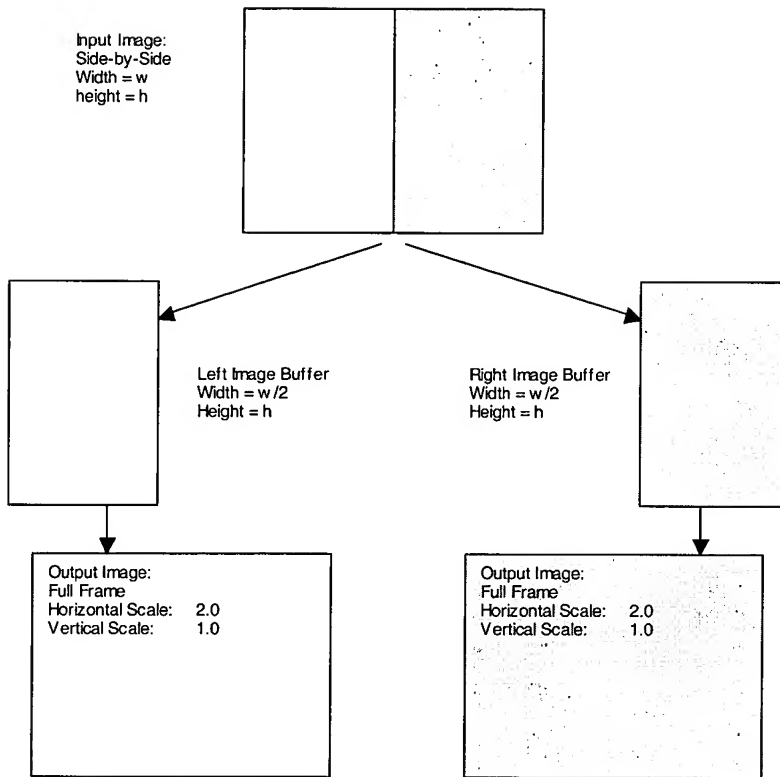 Input Image:
Side-by-Side
Width = w
height = h
Left Image Buffer
Width = w/2
Height = h
Right Image Buffer
Width = w/2
Height = h
Output Image:
Full Frame
Horizontal Scale: 2.0
Vertical Scale: 1.0
Output Image:
Full Frame
Horizontal Scale: 2.0
Vertical Scale: 1.0